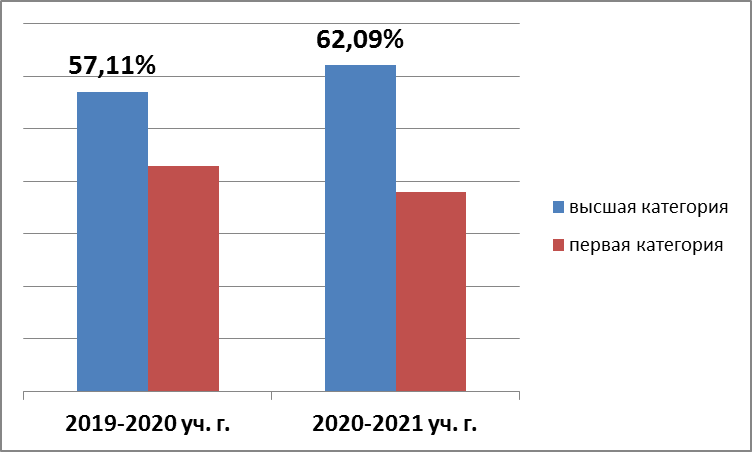 57,11%
62,09%
высшая категория
первая категория
2019-2020 уч. г.
2020-2021 уч. г.